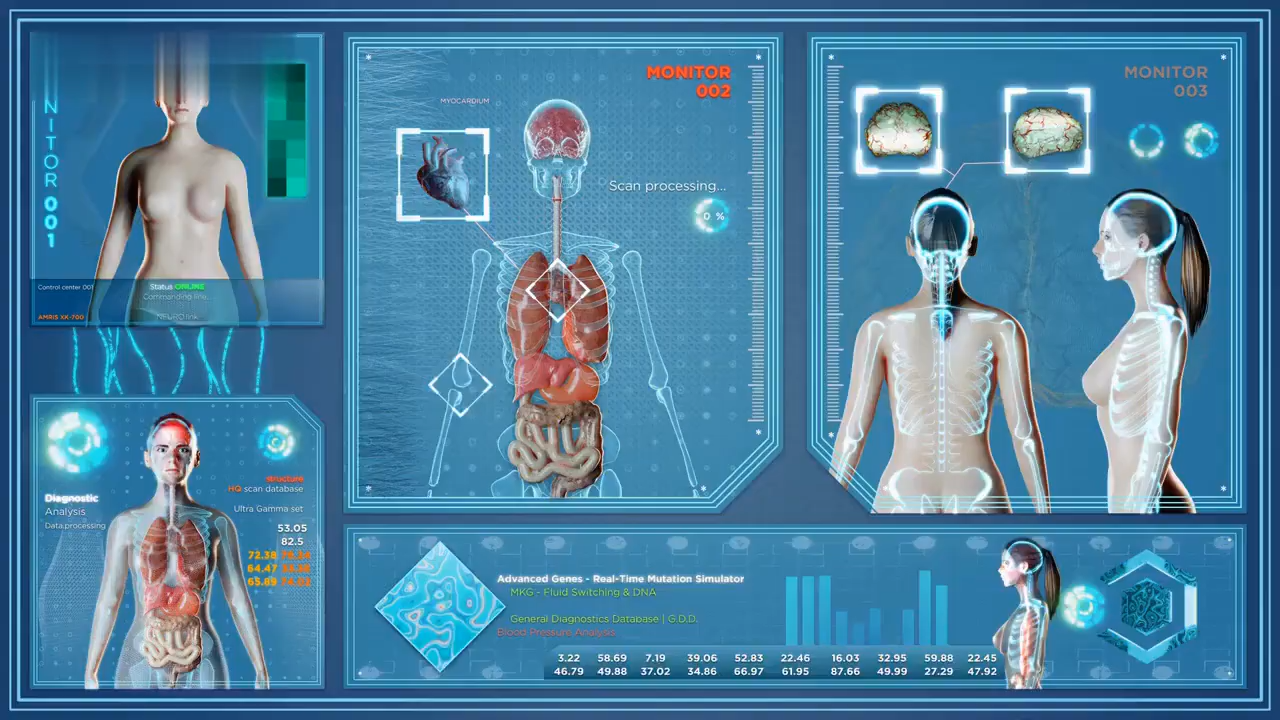 NITOR 001
Control center 001
Status ONLINE
Commanding linu..
AMRIS XK-700
NEURO link
MYOCARDIUM
MONITOR
002
Scan processing...
0 %
MONITOR
003
Diagnostic
Analysis
Data processing
structure
HQ scan database
Ultra Gamma set
53.05
82.5
72.38
64.47
65.89
Advanced Genes - Real-Time Mutation Simulator
MKG - Fluid Switching & DNA
General Diagnostics Database | G.D.D.
Blood Pressure Analysis
3.22 58.69 7.19 39.06 52.83 22.46 16.03 32.95 59.88 22.45
46.79 49.88 37.02 34.86 66.97 61.95 87.66 49.99 27.29 47.92